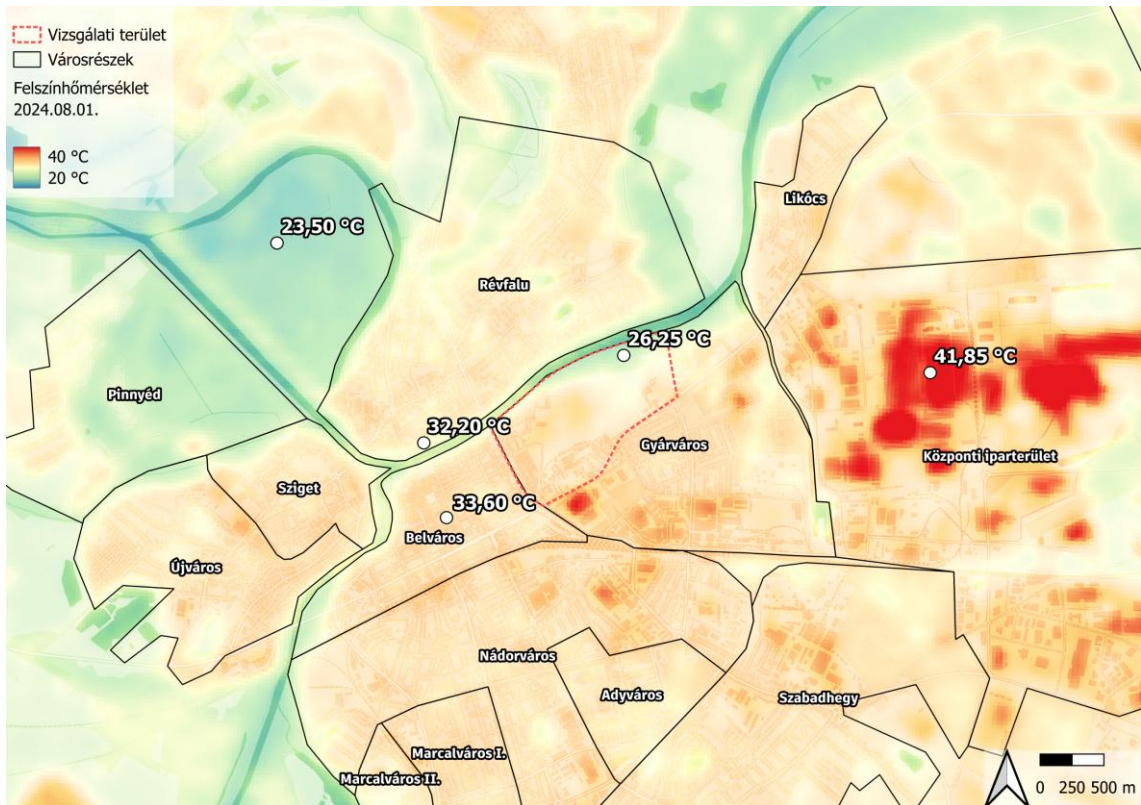 Vizsgálati terület
Városrészek
Felszínhőmérséklet
2024.08.01.
40 °C
20 °C
Likócs
23,50 °C
Révfalu
26,25 °C
41,85 °C
Pinnyéd
32,20 °C
Gyárváros
Központi iparterület
Sziget
33,60 °C
Belváros
Újváros
Nádorváros
Adyváros
Szabadhegy
Marcalváros I.
Marcalváros II.
0 250 500 m